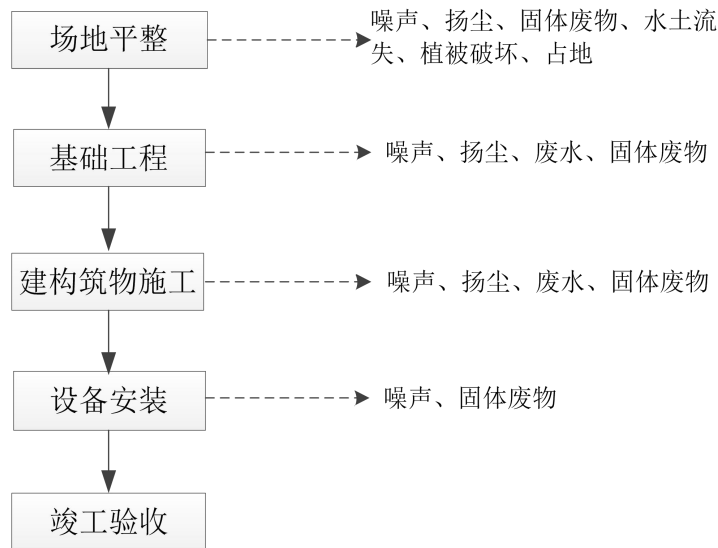 场地平整
噪声、扬尘、固体废物、水土流
失、植被破坏、占地
基础工程
噪声、扬尘、废水、固体废物
建构筑物施工
噪声、扬尘、废水、固体废物
设备安装
噪声、固体废物
竣工验收